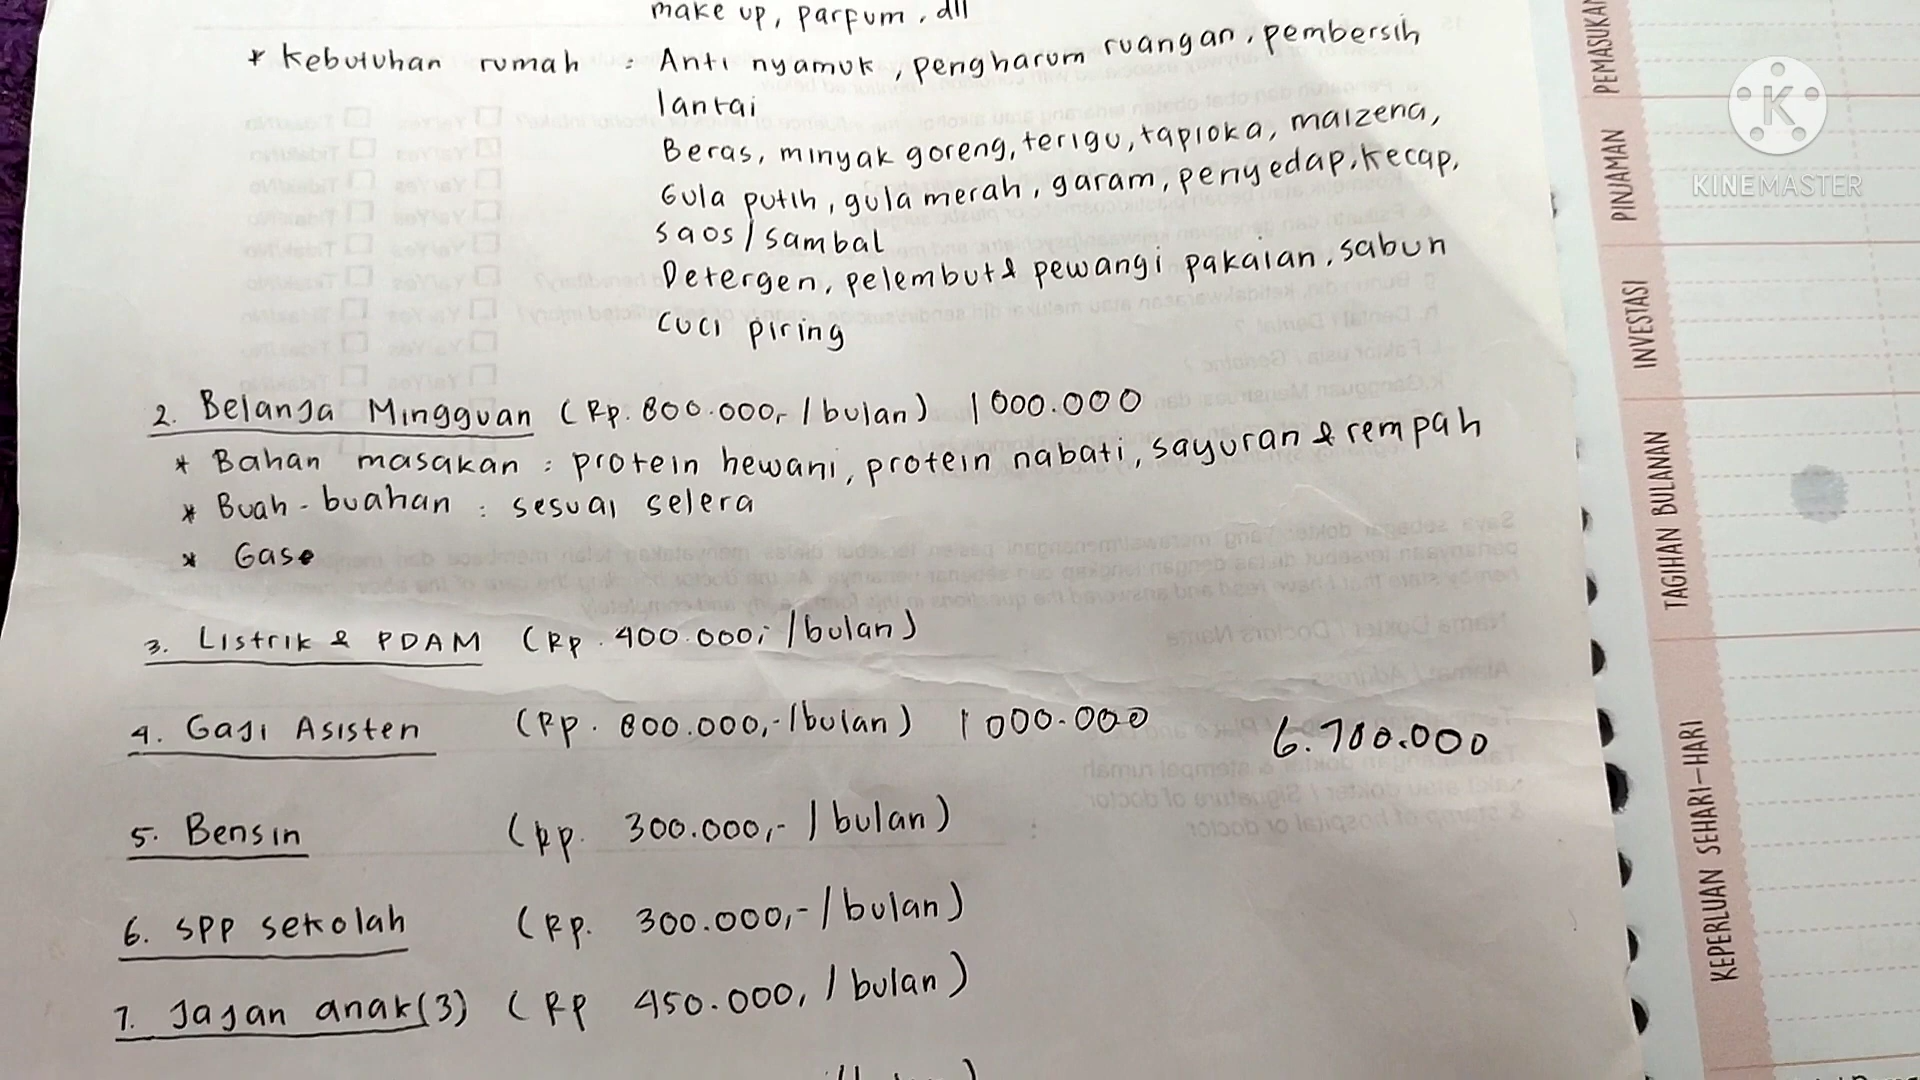 make up, parfum, dll
* Kebutuhan rumah : Anti nyamuk, pengharum ruangan, pembersih
lantai
Beras, minyak goreng, terigu, tapioka, maizena,
Gula putih, gula merah, garam, penyedap, kecap,
saos / sambal
Detergen, pelembut & pewangi pakaian, sabun
cuci piring
2. Belanja Mingguan (Rp. 800.000,- / bulan) 1 000.000
* Bahan masakan : protein hewani, protein nabati, sayuran & rempah
* Buah - buahan : sesuai selera
* Gas
3. Listrik & PDAM (Rp. 400.000,- / bulan)
4. Gaji Asisten (Rp. 800.000,- / bulan) 1 000.000
6.700.000
5. Bensin (Rp. 300.000,- / bulan)
6. SPP sekolah (Rp. 300.000,- / bulan)
7. Jajan anak (3) (Rp 450.000, / bulan)
PEMASUKA
PINJAMAN
INVESTASI
TAGIHAN BULANAN
KEPERLUAN SEHARI-HARI
KINEMASTER